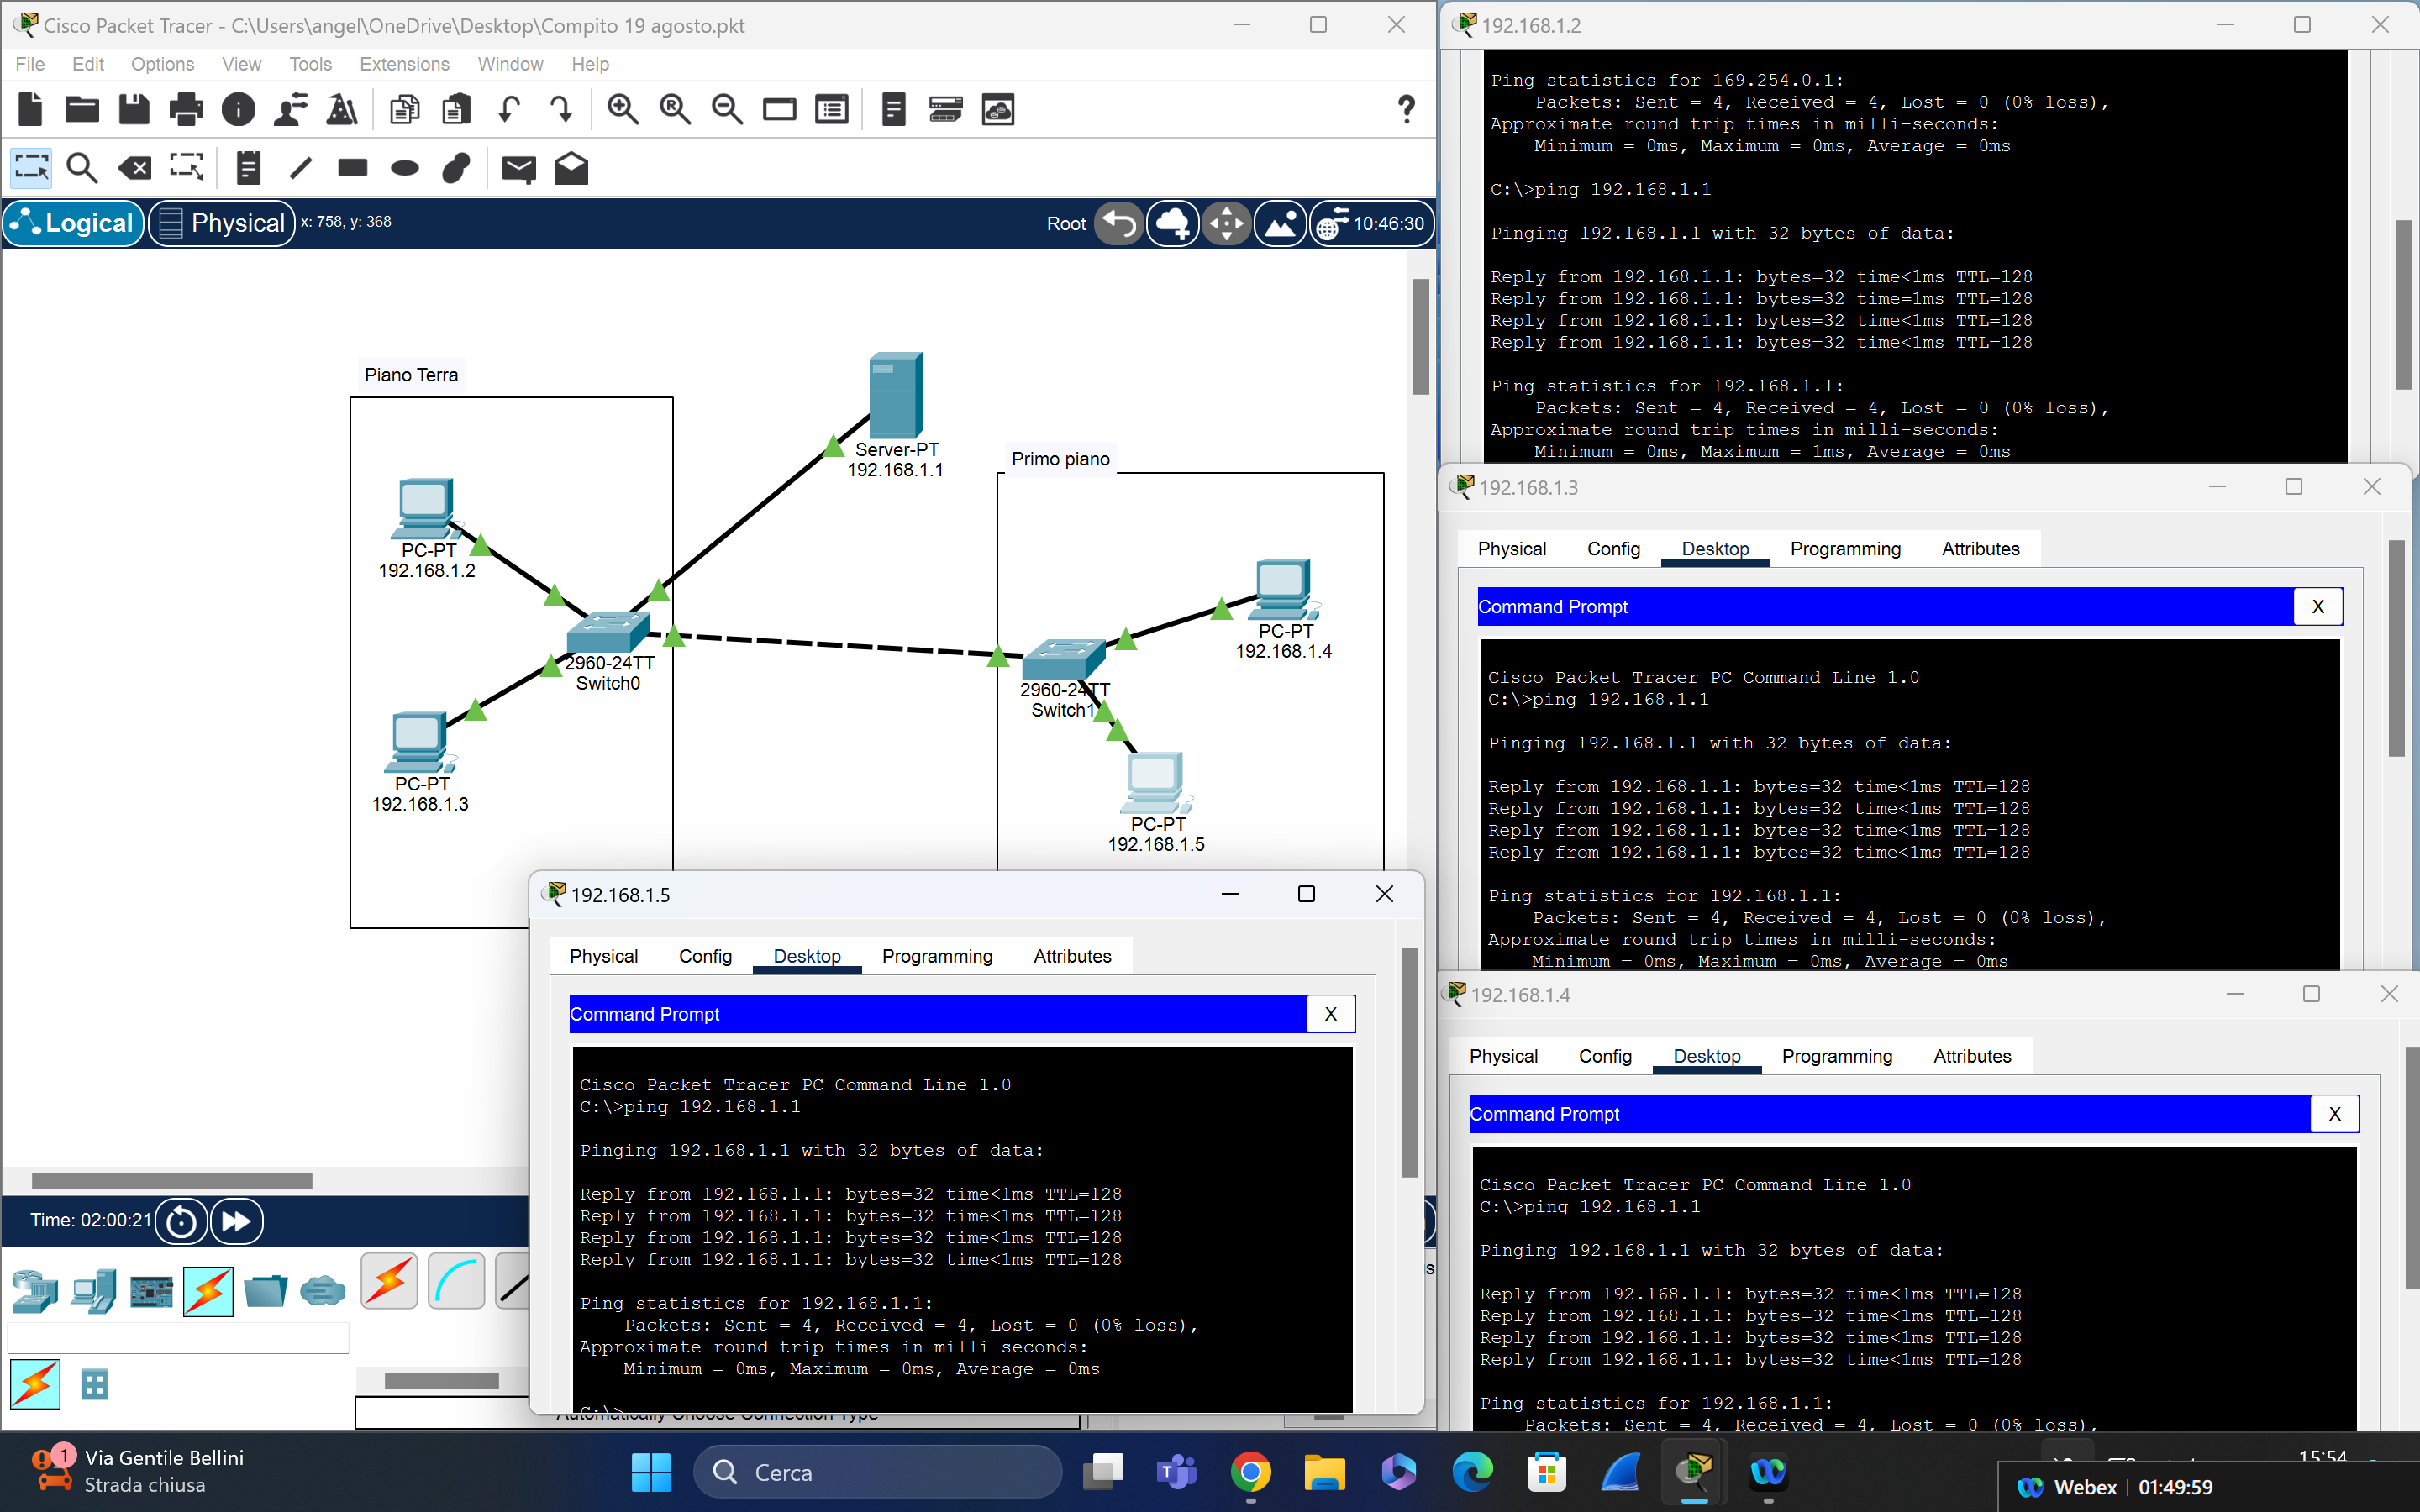 Cisco Packet Tracer - C:\Users\angel\OneDrive\Desktop\Compito 19 agosto.pkt
File Edit Options View Tools Extensions Window Help
Logical Physical x: 758, y: 368 Root 10:46:30
Piano Terra
Server-PT
192.168.1.1
Primo piano
PC-PT
192.168.1.2
2960-24TT
Switch0
PC-PT
192.168.1.3
PC-PT
192.168.1.4
2960-24TT
Switch1
PC-PT
192.168.1.5
Time: 02:00:21
s
Automatically Choose Connection Type
192.168.1.2
Ping statistics for 169.254.0.1:
Packets: Sent = 4, Received = 4, Lost = 0 (0% loss),
Approximate round trip times in milli-seconds:
Minimum = 0ms, Maximum = 0ms, Average = 0ms
C:\>ping 192.168.1.1
Pinging 192.168.1.1 with 32 bytes of data:
Reply from 192.168.1.1: bytes=32 time<1ms TTL=128
Reply from 192.168.1.1: bytes=32 time=1ms TTL=128
Reply from 192.168.1.1: bytes=32 time<1ms TTL=128
Reply from 192.168.1.1: bytes=32 time<1ms TTL=128
Ping statistics for 192.168.1.1:
Packets: Sent = 4, Received = 4, Lost = 0 (0% loss),
Approximate round trip times in milli-seconds:
Minimum = 0ms, Maximum = 1ms, Average = 0ms
192.168.1.3
Physical Config Desktop Programming Attributes
Command Prompt X
Cisco Packet Tracer PC Command Line 1.0
C:\>ping 192.168.1.1
Pinging 192.168.1.1 with 32 bytes of data:
Reply from 192.168.1.1: bytes=32 time<1ms TTL=128
Reply from 192.168.1.1: bytes=32 time<1ms TTL=128
Reply from 192.168.1.1: bytes=32 time<1ms TTL=128
Reply from 192.168.1.1: bytes=32 time<1ms TTL=128
Ping statistics for 192.168.1.1:
Packets: Sent = 4, Received = 4, Lost = 0 (0% loss),
Approximate round trip times in milli-seconds:
Minimum = 0ms, Maximum = 0ms, Average = 0ms
192.168.1.5
Physical Config Desktop Programming Attributes
Command Prompt X
Cisco Packet Tracer PC Command Line 1.0
C:\>ping 192.168.1.1
Pinging 192.168.1.1 with 32 bytes of data:
Reply from 192.168.1.1: bytes=32 time<1ms TTL=128
Reply from 192.168.1.1: bytes=32 time<1ms TTL=128
Reply from 192.168.1.1: bytes=32 time<1ms TTL=128
Reply from 192.168.1.1: bytes=32 time<1ms TTL=128
Ping statistics for 192.168.1.1:
Packets: Sent = 4, Received = 4, Lost = 0 (0% loss),
Approximate round trip times in milli-seconds:
Minimum = 0ms, Maximum = 0ms, Average = 0ms
C:\>
192.168.1.4
Physical Config Desktop Programming Attributes
Command Prompt X
Cisco Packet Tracer PC Command Line 1.0
C:\>ping 192.168.1.1
Pinging 192.168.1.1 with 32 bytes of data:
Reply from 192.168.1.1: bytes=32 time<1ms TTL=128
Reply from 192.168.1.1: bytes=32 time<1ms TTL=128
Reply from 192.168.1.1: bytes=32 time<1ms TTL=128
Reply from 192.168.1.1: bytes=32 time<1ms TTL=128
Ping statistics for 192.168.1.1:
Packets: Sent = 4, Received = 4, Lost = 0 (0% loss),
1
Via Gentile Bellini
Strada chiusa
Cerca
15:54
Webex | 01:49:59